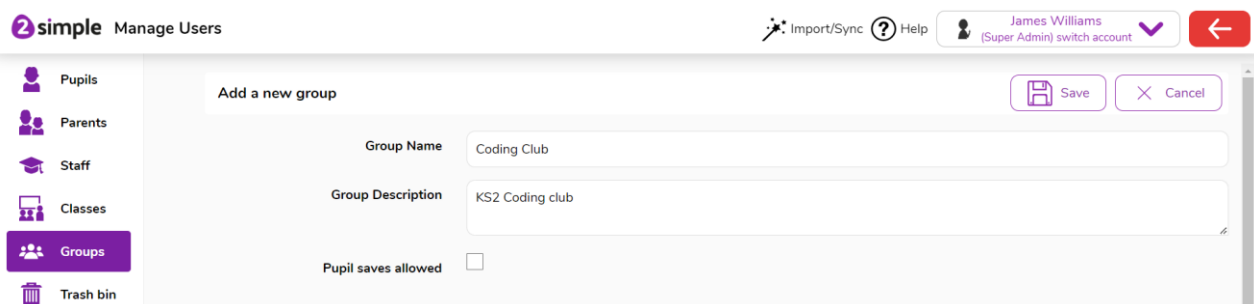 2simple Manage Users
Import/Sync ? Help
James Williams
(Super Admin) switch account
Pupils
Parents
Staff
Classes
Groups
Trash bin
Add a new group
Save
Cancel
Group Name
Coding Club
Group Description
KS2 Coding club
Pupil saves allowed